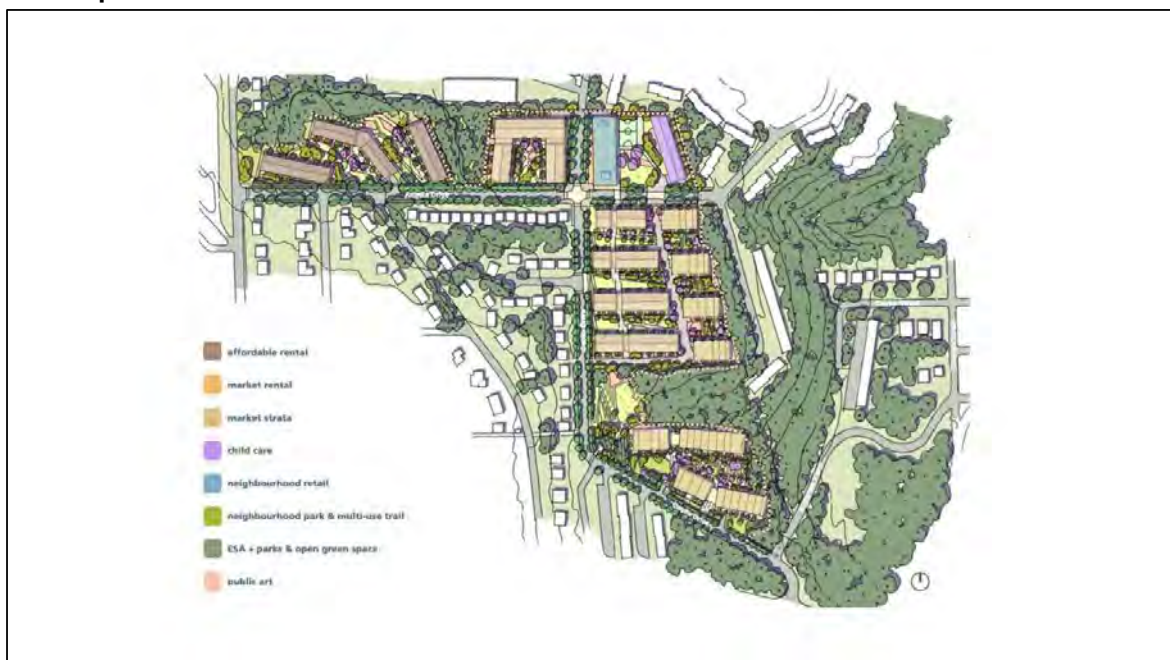 affordable rental
market rental
market strata
child care
neighbourhood retail
neighbourhood park & multi-use trail
ESA + parks & open green space
public art